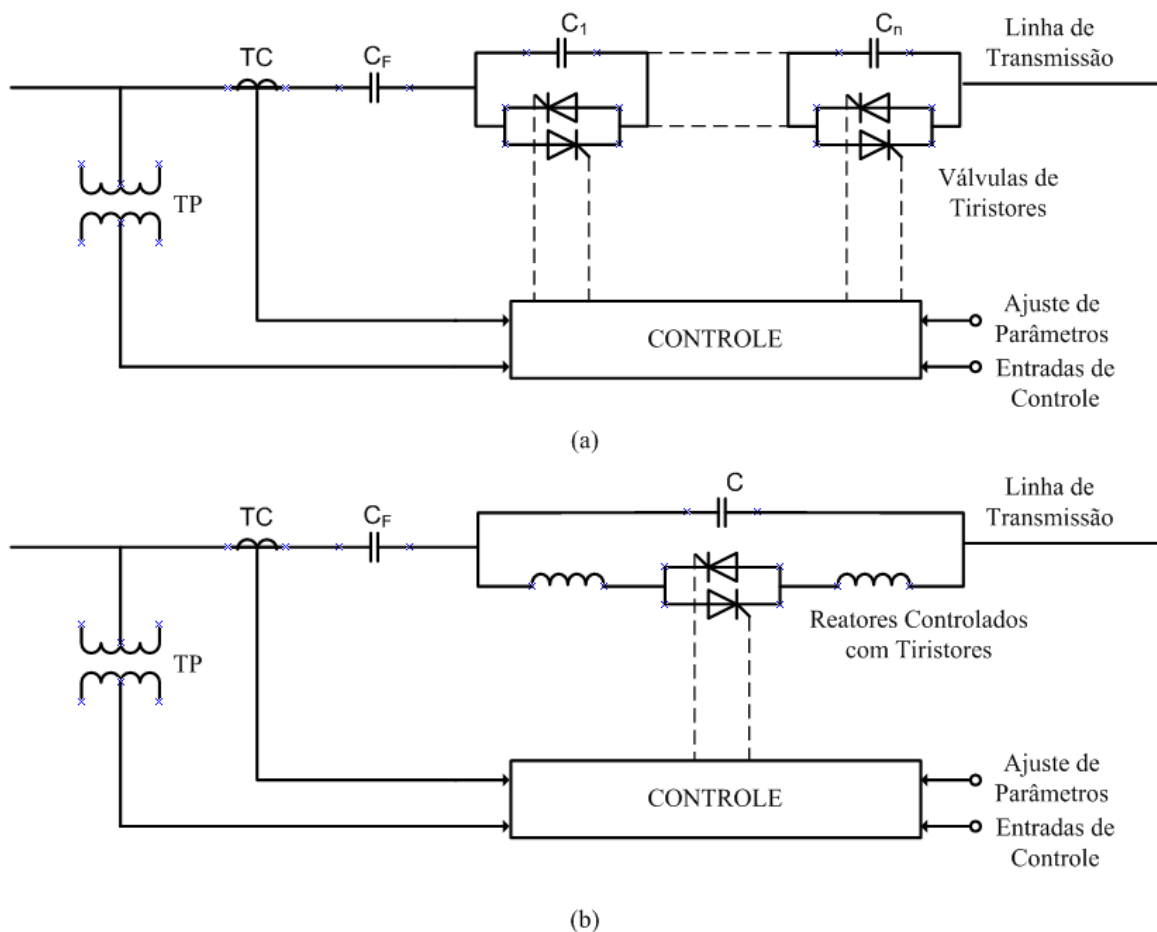 C1
Cn
Linha de
Transmissão
TC
CF
TP
Válvulas de
Tiristores
CONTROLE
Ajuste de
Parâmetros
Entradas de
Controle
(a)
C
Linha de
Transmissão
TC
CF
TP
Reatores Controlados
com Tiristores
CONTROLE
Ajuste de
Parâmetros
Entradas de
Controle
(b)